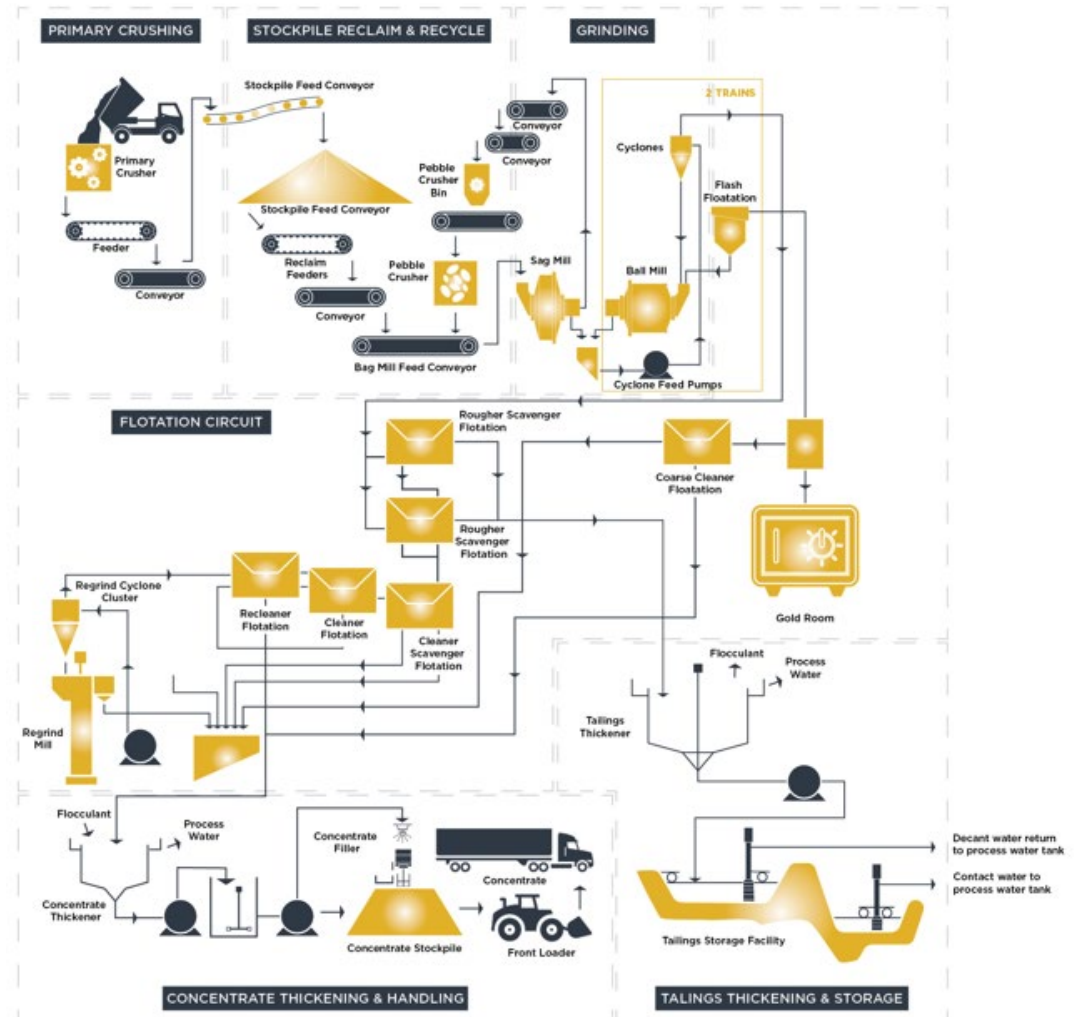 PRIMARY CRUSHING
STOCKPILE RECLAIM & RECYCLE
GRINDING
Stockpile Feed Conveyor
2 TRAINS
Conveyor
Conveyor
Cyclones
Primary
Crusher
Pebble
Crusher
Bin
Flash
Floatation
Stockpile Feed Conveyor
Feeder
Reclaim
Feeders
Pebble
Crusher
Sag Mill
Ball Mill
Conveyor
Conveyor
Bag Mill Feed Conveyor
Cyclone Feed Pumps
FLOTATION CIRCUIT
Rougher Scavenger
Flotation
Coarse Cleaner
Floatation
Rougher
Scavenger
Flotation
Regrind Cyclone
Cluster
Recleaner
Flotation
Cleaner
Flotation
Cleaner
Scavenger
Flotation
Gold Room
Regrind
Mill
Flocculant
Process
Water
Tailings
Thickener
Flocculant
Process
Water
Concentrate
Filler
Concentrate
Concentrate
Thickener
Concentrate Stockpile
Front Loader
Decant water return
to process water tank
Contact water to
process water tank
Tailings Storage Facility
CONCENTRATE THICKENING & HANDLING
TALINGS THICKENING & STORAGE